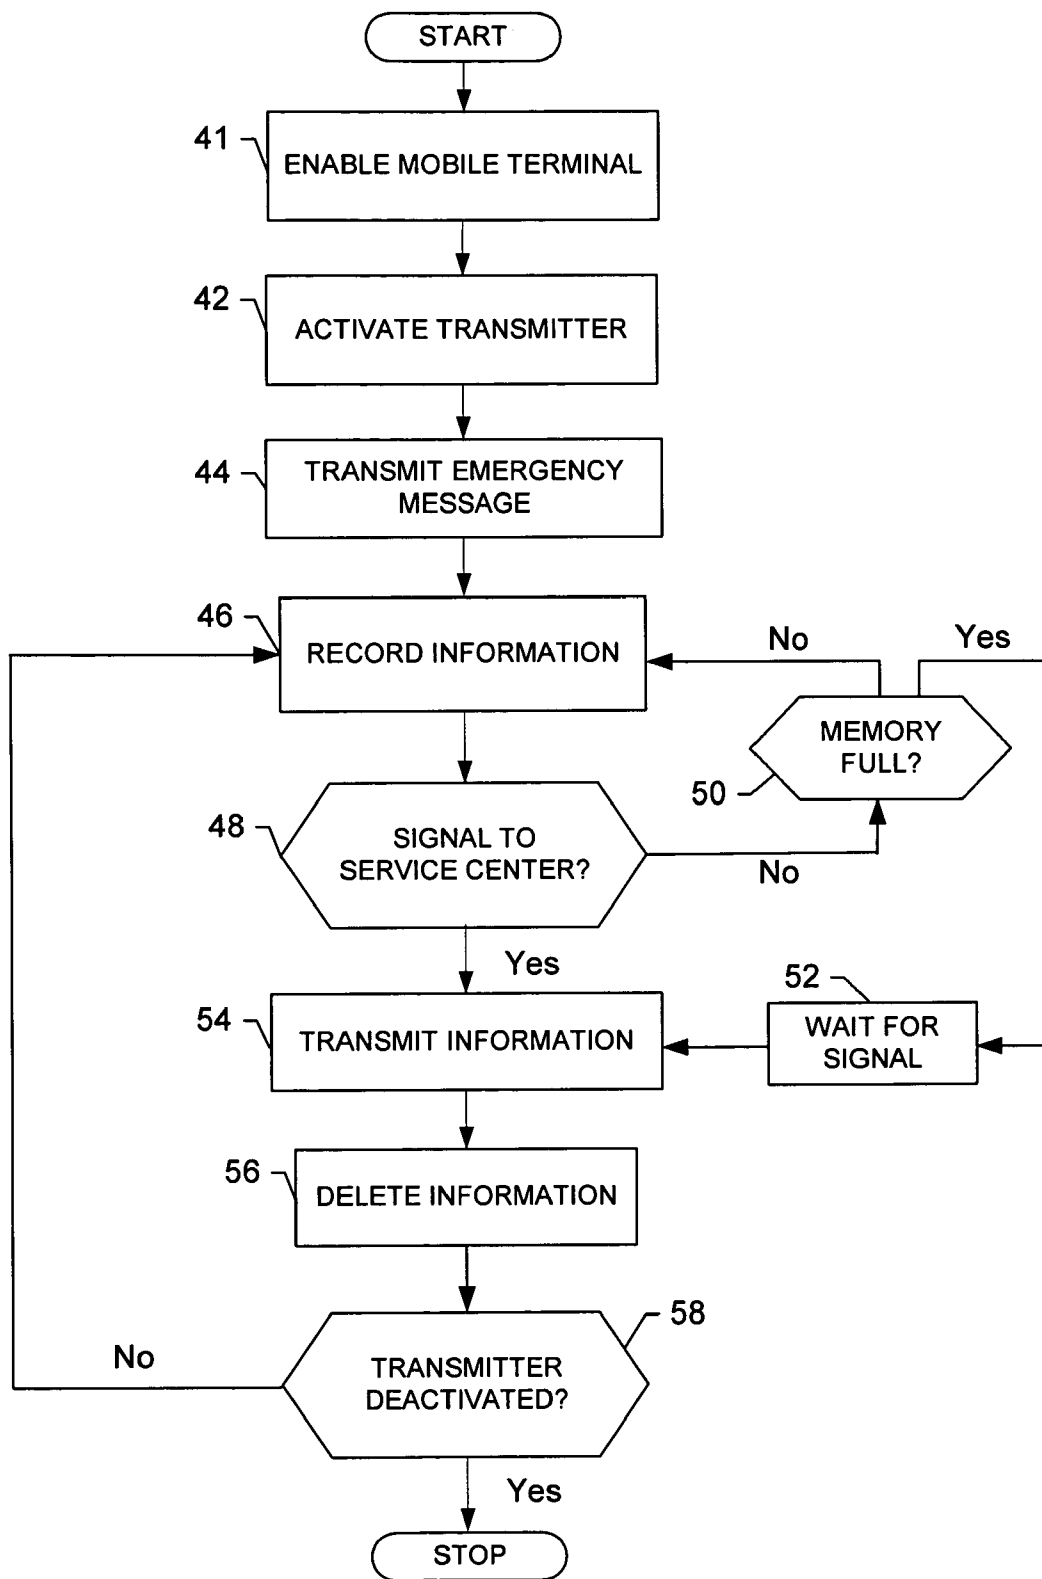 START
41
ENABLE MOBILE TERMINAL
42
ACTIVATE TRANSMITTER
44
TRANSMIT EMERGENCY
MESSAGE
46
RECORD INFORMATION
No
Yes
MEMORY
FULL?
50
48
SIGNAL TO
SERVICE CENTER?
No
Yes
52
WAIT FOR
SIGNAL
54
TRANSMIT INFORMATION
56
DELETE INFORMATION
58
TRANSMITTER
DEACTIVATED?
No
Yes
STOP